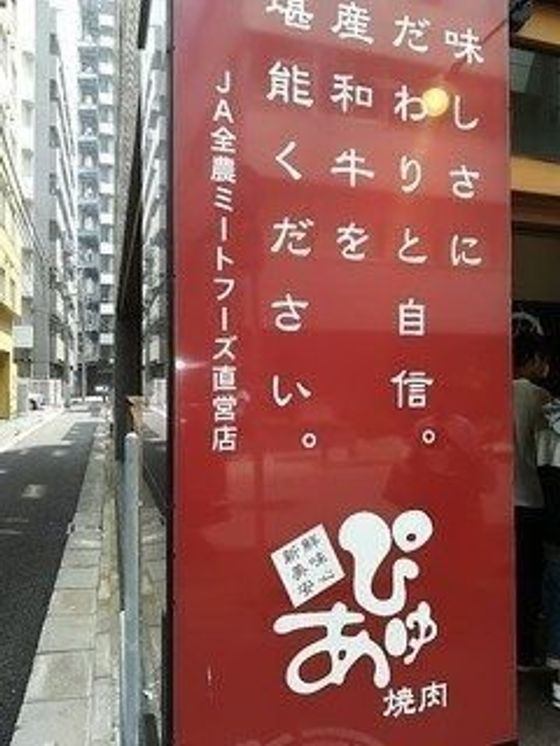 味しさに
だわりと自信。
産和牛を
堪能ください。
JA全農ミートフーズ直営店
新鮮
美味
安心
ぴゅあ
焼肉